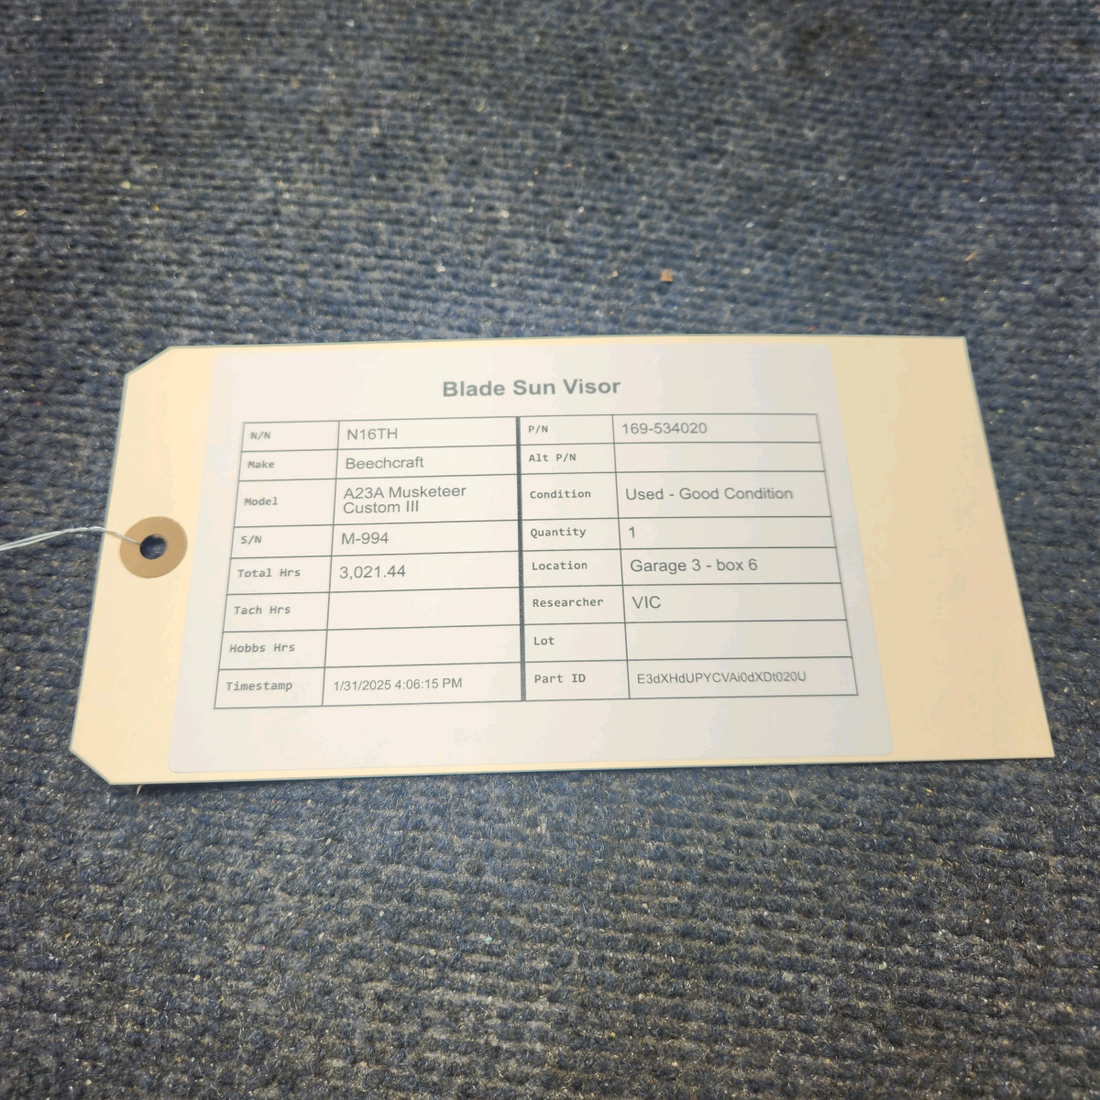 Blade Sun Visor
N/N N16TH P/N 169-534020
Make Beechcraft Alt P/N
Model A23A Musketeer Custom III Condition Used - Good Condition
S/N M-994 Quantity 1
Total Hrs 3,021.44 Location Garage 3 - box 6
Tach Hrs Researcher VIC
Hobbs Hrs Lot
Timestamp 1/31/2025 4:06:15 PM Part ID E3dXHdUPYCVAi0dXDt020U